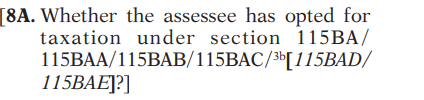 [8A. Whether the assessee has opted for
taxation under section 115BA/
115BAA/115BAB/115BAC/3b[115BAD/
115BAE]?]